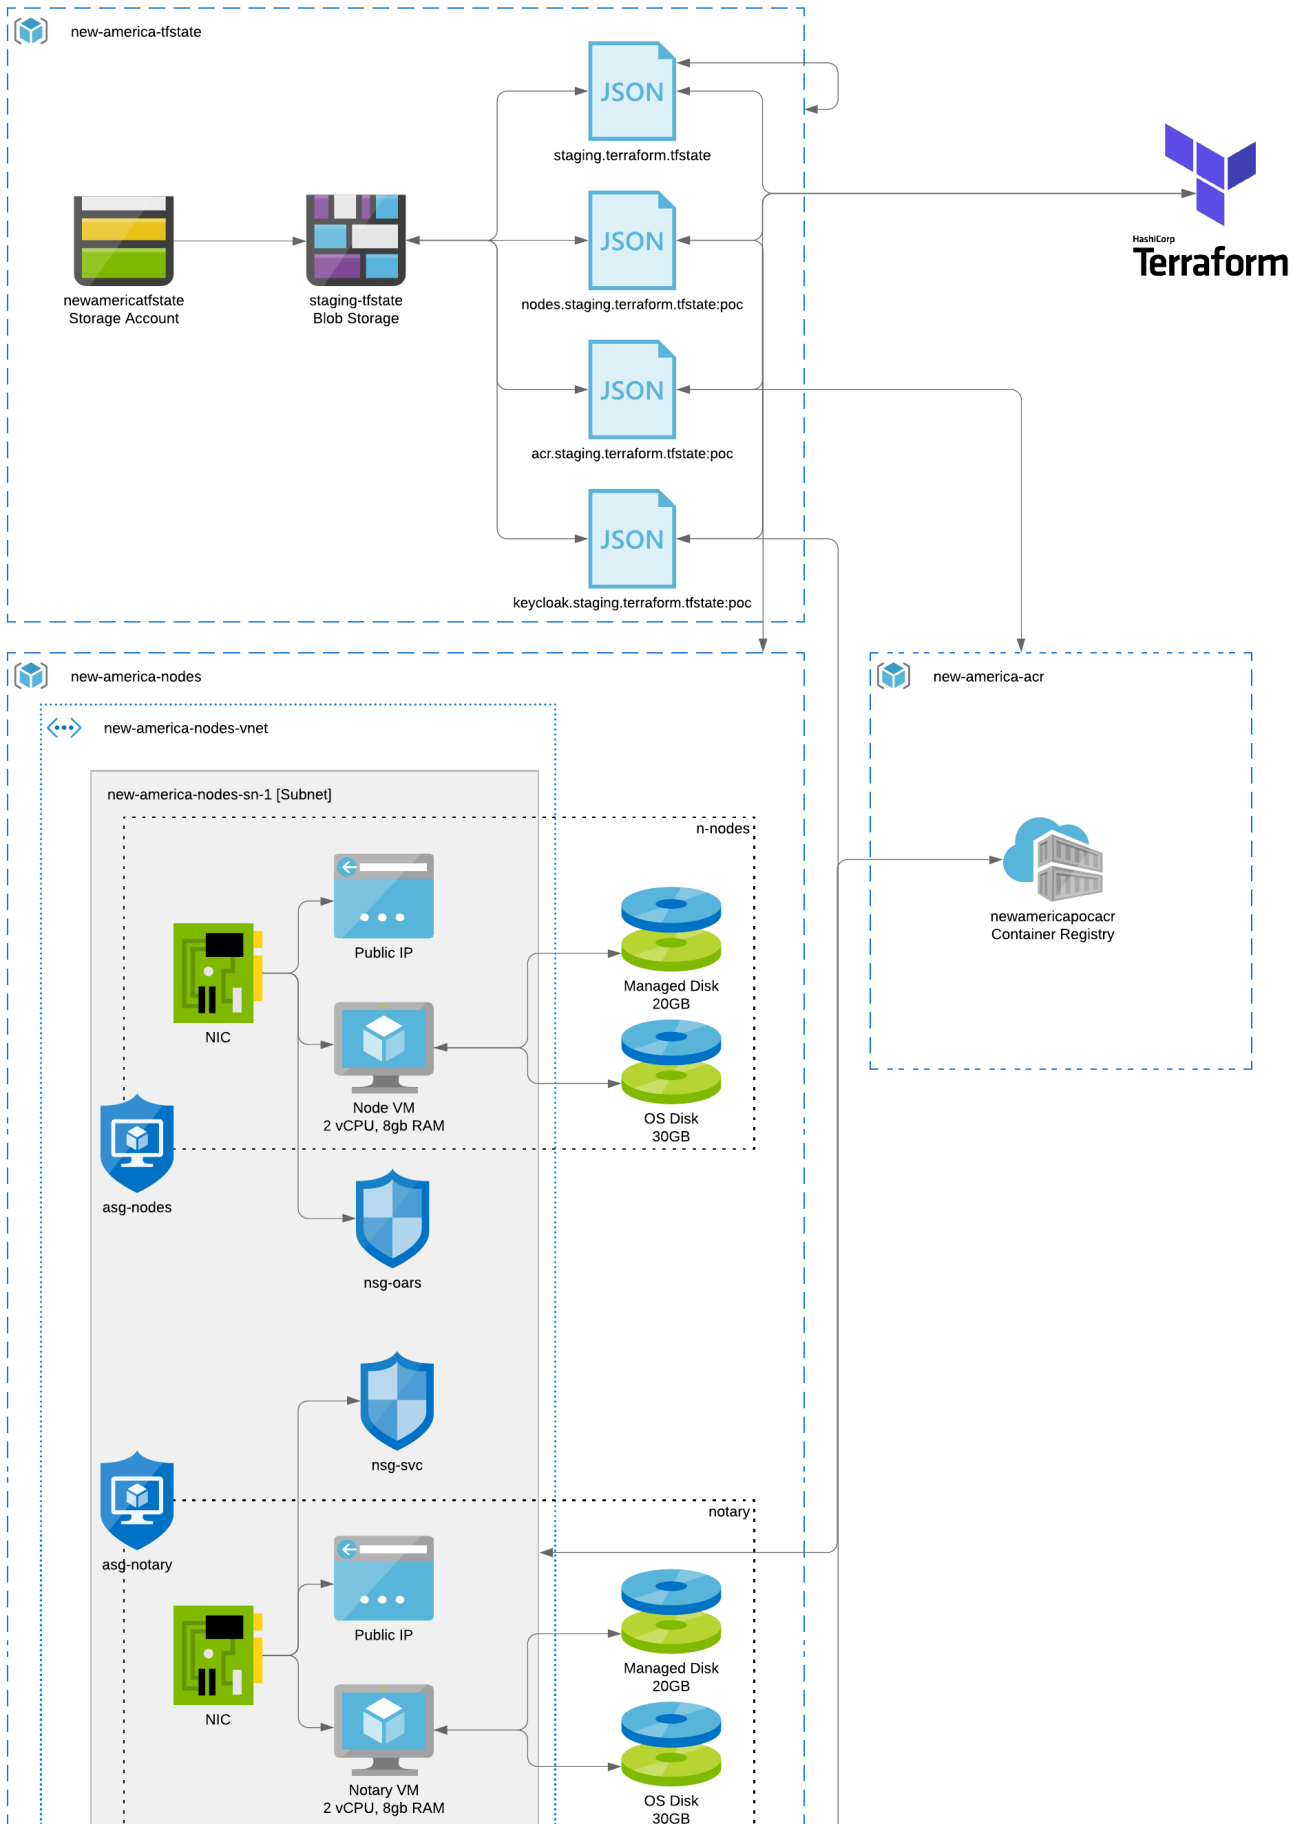 new-america-tfstate
JSON
staging.terraform.tfstate
newamericatfstate
Storage Account
staging-tfstate
Blob Storage
JSON
nodes.staging.terraform.tfstate:poc
HashiCorp
Terraform
JSON
acr.staging.terraform.tfstate:poc
JSON
keycloak.staging.terraform.tfstate:poc
new-america-nodes
new-america-acr
new-america-nodes-vnet
new-america-nodes-sn-1 [Subnet]
n-nodes
Public IP
newamericapocacr
Container Registry
NIC
Managed Disk
20GB
Node VM
2 vCPU, 8gb RAM
OS Disk
30GB
asg-nodes
nsg-oars
nsg-svc
notary
asg-notary
Public IP
NIC
Managed Disk
20GB
Notary VM
2 vCPU, 8gb RAM
OS Disk
30GB